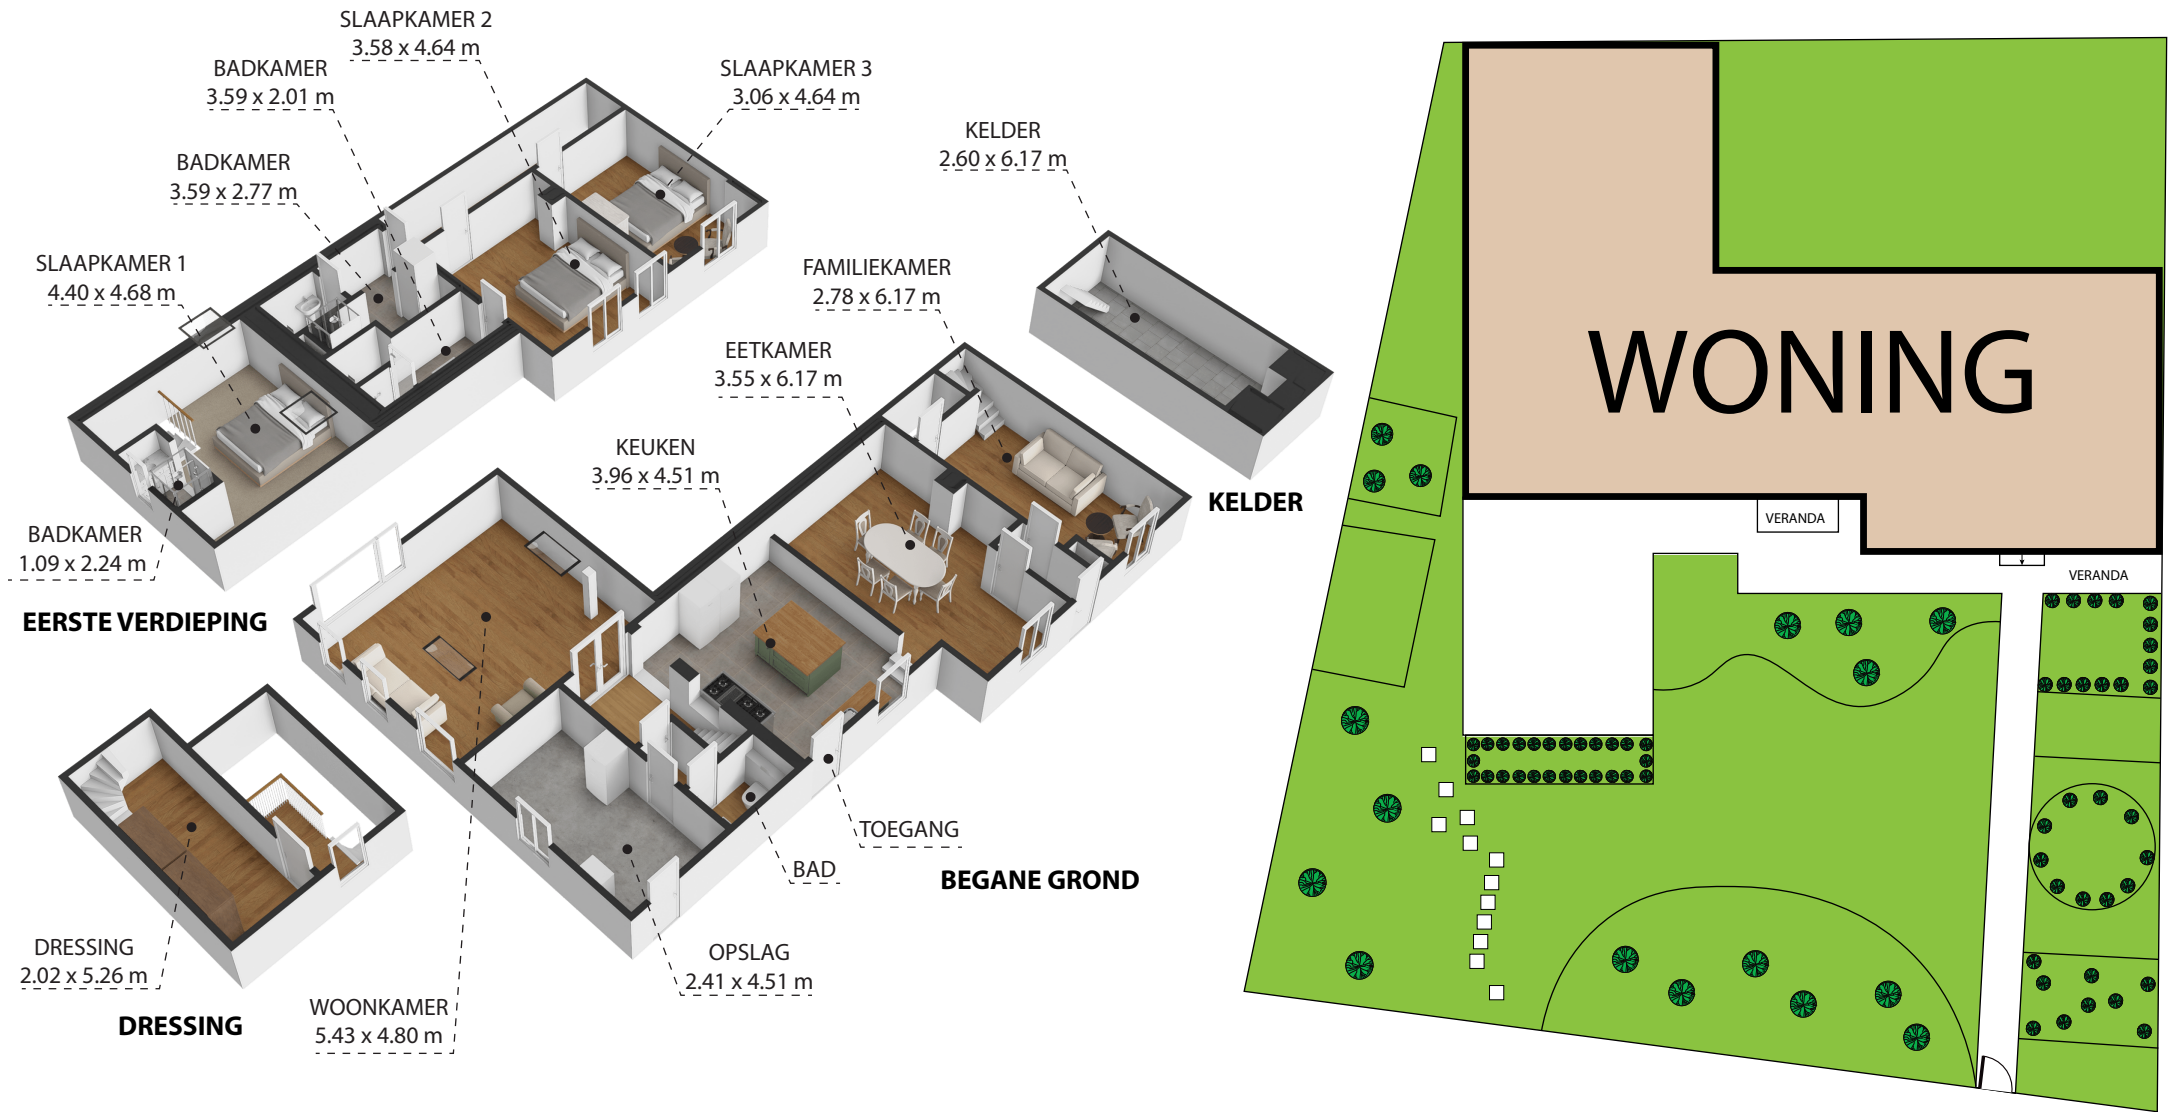 SLAAPKAMER 2
3.58 x 4.64 m
BADKAMER
3.59 x 2.01 m
SLAAPKAMER 3
3.06 x 4.64 m
BADKAMER
3.59 x 2.77 m
KELDER
2.60 x 6.17 m
SLAAPKAMER 1
4.40 x 4.68 m
FAMILIEKAMER
2.78 x 6.17 m
EETKAMER
3.55 x 6.17 m
KEUKEN
3.96 x 4.51 m
KELDER
BADKAMER
1.09 x 2.24 m
EERSTE VERDIEPING
TOEGANG
BAD
BEGANE GROND
DRESSING
2.02 x 5.26 m
OPSLAG
2.41 x 4.51 m
WOONKAMER
5.43 x 4.80 m
DRESSING
WONING
VERANDA
VERANDA